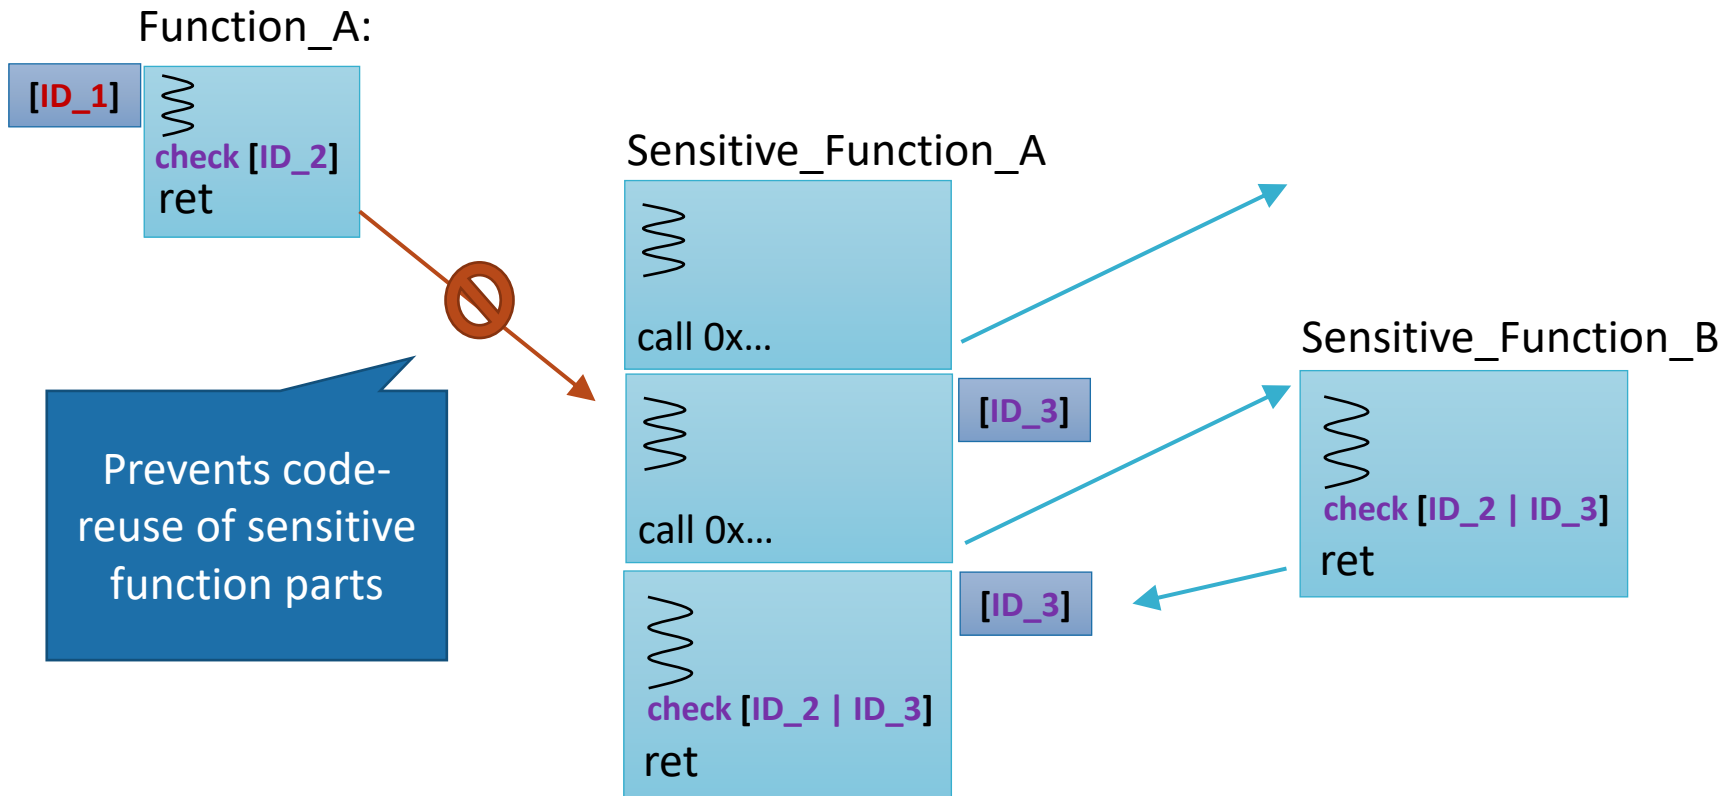 Function_A:
[ID_1]
check [ID_2]
ret
Prevents code-
reuse of sensitive
function parts
Sensitive_Function_A
call 0x...
[ID_3]
call 0x...
[ID_3]
check [ID_2 | ID_3]
ret
Sensitive_Function_B
check [ID_2 | ID_3]
ret